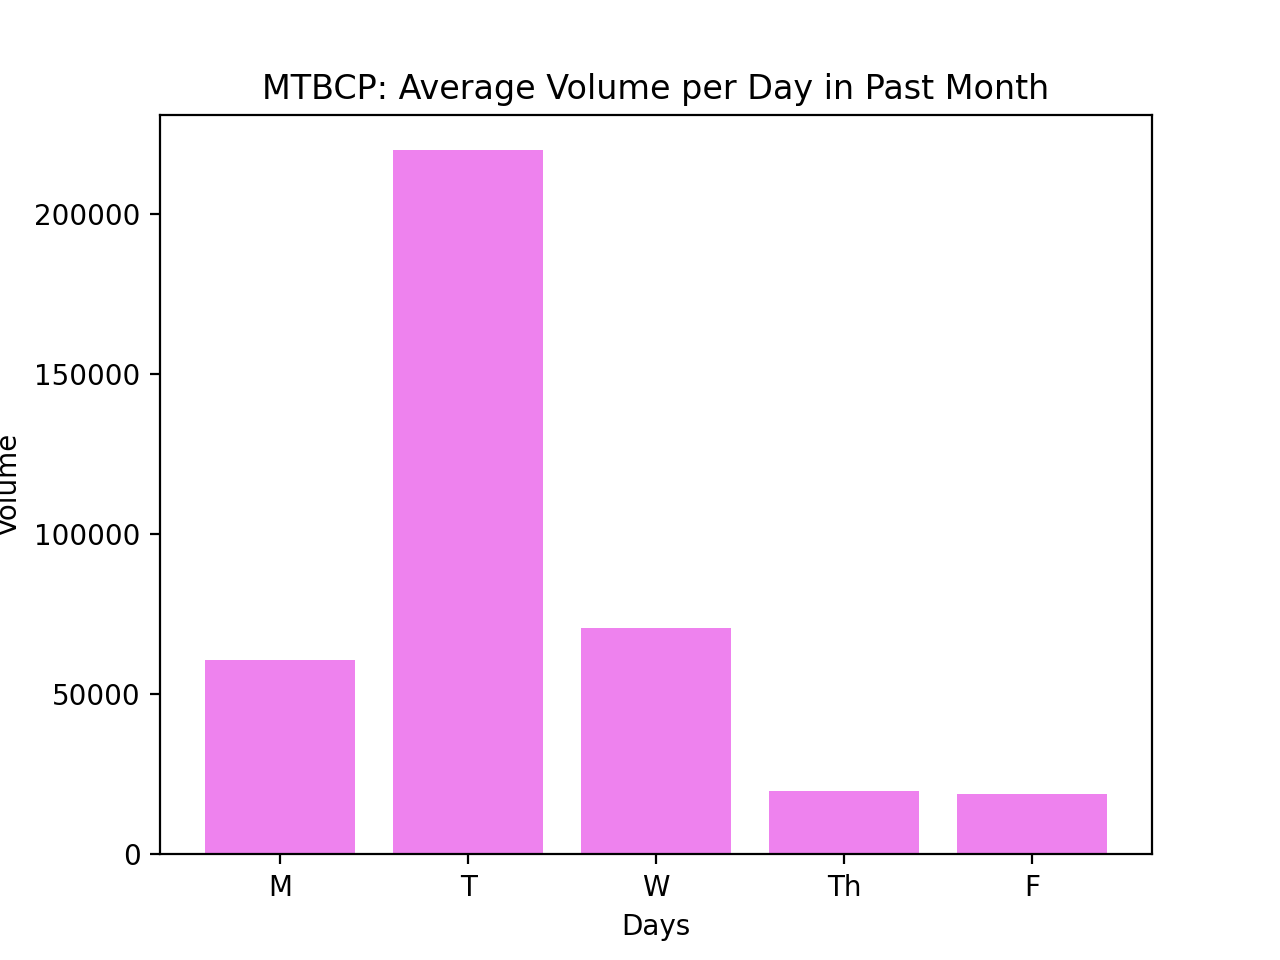 MTBCP: Average Volume per Day in Past Month
Volume
200000
150000
100000
50000
0
M T W Th F
Days